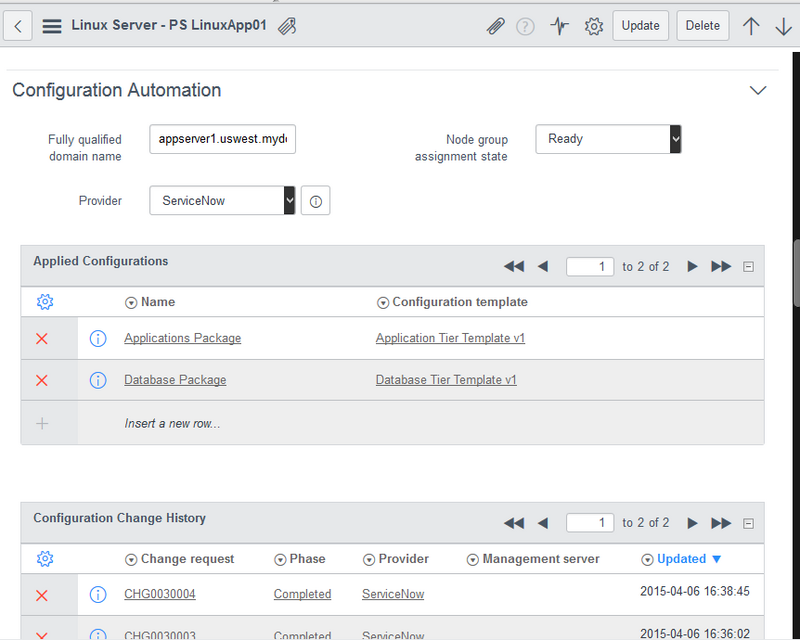 Linux Server - PS LinuxApp01 Update Delete
Configuration Automation
Fully qualified domain name appserver1.uswest.myd
Node group assignment state Ready
Provider ServiceNow
Applied Configurations 1 to 2 of 2
Name Configuration template
Applications Package Application Tier Template v1
Database Package Database Tier Template v1
Insert a new row...
Configuration Change History 1 to 2 of 2
Change request Phase Provider Management server Updated
CHG0030004 Completed ServiceNow 2015-04-06 16:38:45
CHG0030003 Completed ServiceNow 2015-04-06 16:36:02